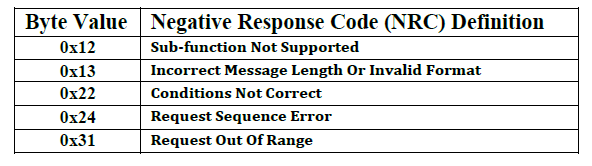 Byte Value Negative Response Code (NRC) Definition
0x12 Sub-function Not Supported
0x13 Incorrect Message Length Or Invalid Format
0x22 Conditions Not Correct
0x24 Request Sequence Error
0x31 Request Out Of Range